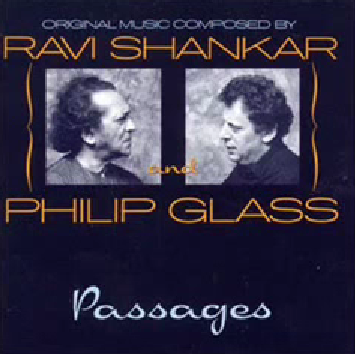 ORIGINAL MUSIC COMPOSED BY
RAVI SHANKAR
and
PHILIP GLASS
Passages